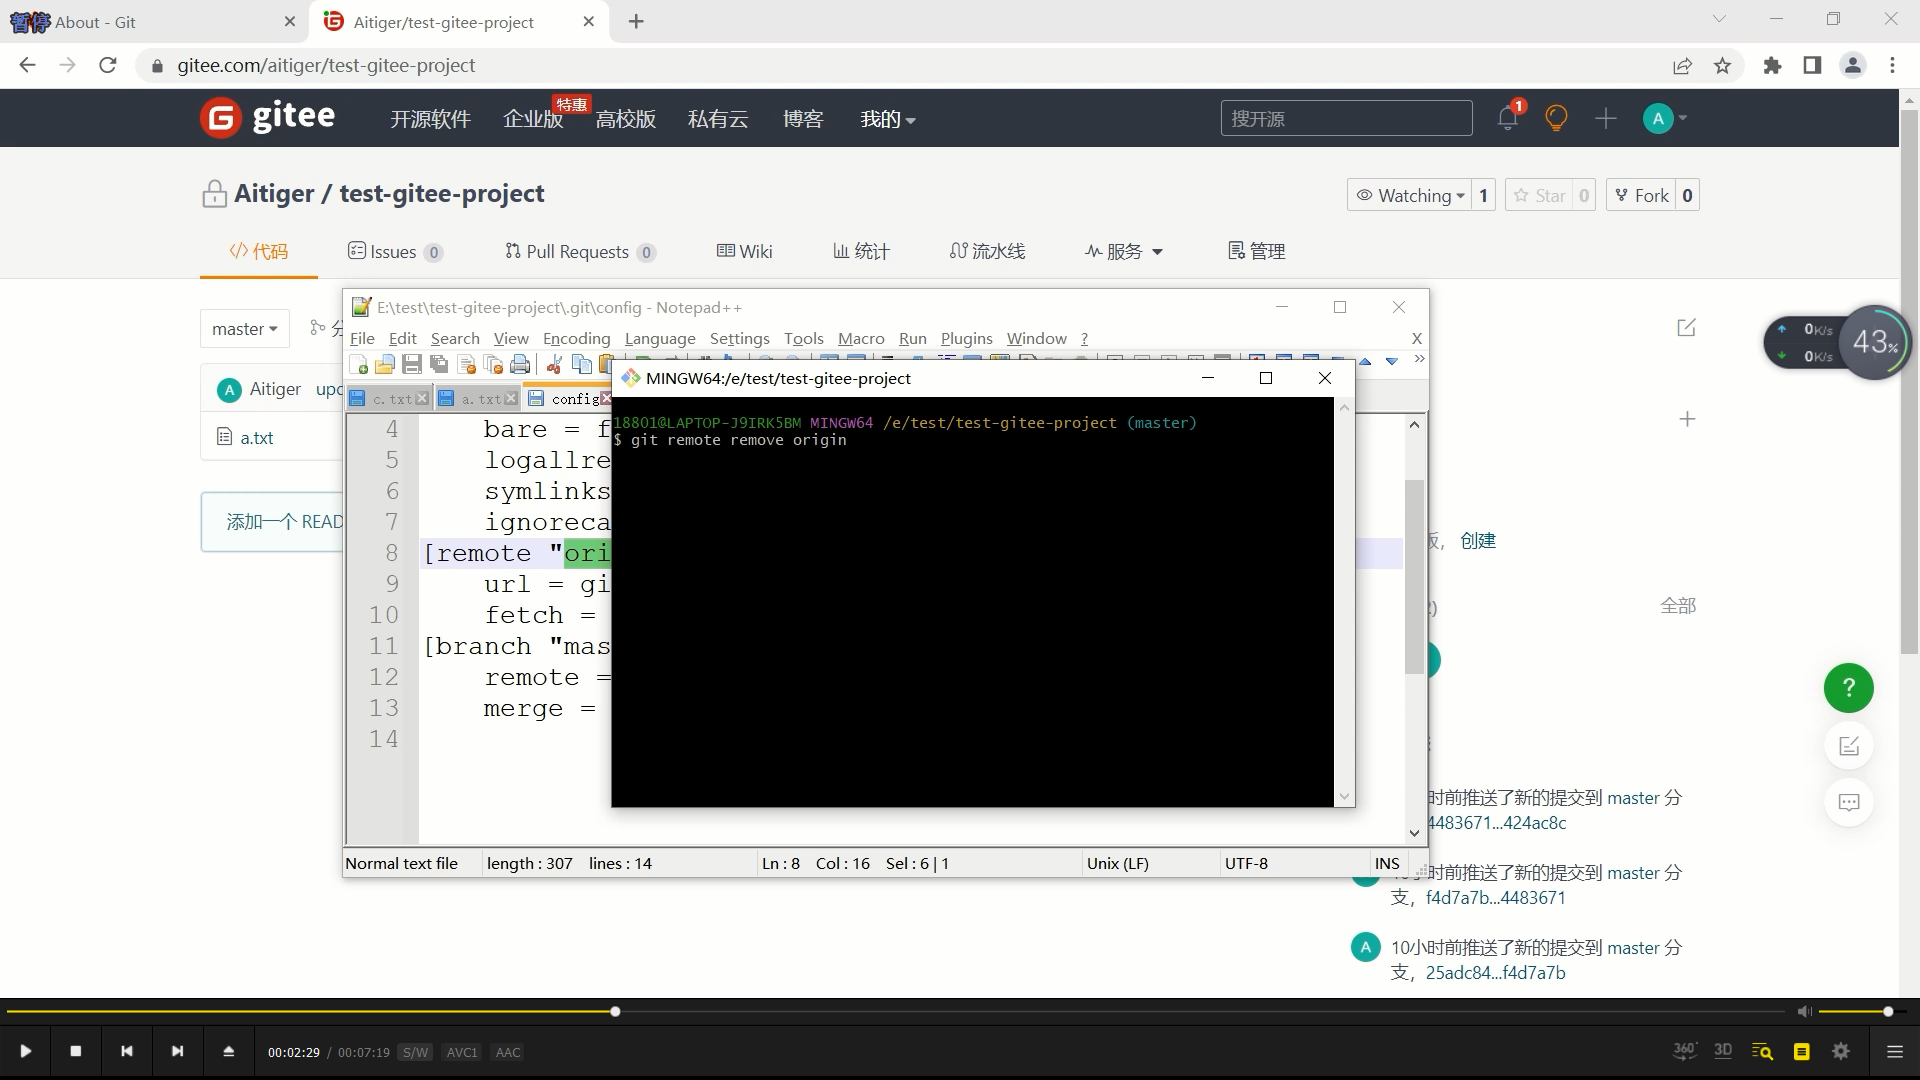 暂停
About - Git
Aitiger/test-gitee-project
gitee.com/aitiger/test-gitee-project
gitee
开源软件
企业版
特惠
高校版
私有云
博客
我的
搜开源
1
A
Aitiger / test-gitee-project
Watching 1
Star 0
Fork 0
代码
Issues 0
Pull Requests 0
Wiki
统计
流水线
服务
管理
master
分
A Aitiger upd
a.txt
添加一个 READ
E:\test\test-gitee-project\.git\config - Notepad++
File Edit Search View Encoding Language Settings Tools Macro Run Plugins Window ? X
c.txt a.txt config
4 bare = f
5 logallre
6 symlinks
7 ignoreca
8 [remote "ori
9 url = gi
10 fetch =
11 [branch "mas
12 remote =
13 merge =
14
Normal text file length : 307 lines : 14 Ln : 8 Col : 16 Sel : 6 | 1 Unix (LF) UTF-8 INS
MINGW64:/e/test/test-gitee-project
18801@LAPTOP-J9IRK5BM MINGW64 /e/test/test-gitee-project (master)
$ git remote remove origin
0K/s
0K/s
43%
，创建
全部
时前推送了新的提交到 master 分
4483671...424ac8c
时前推送了新的提交到 master 分
支，f4d7a7b...4483671
A 10小时前推送了新的提交到 master 分
支，25adc84...f4d7a7b
?
00:02:29 / 00:07:19 S/W AVC1 AAC
360° 3D